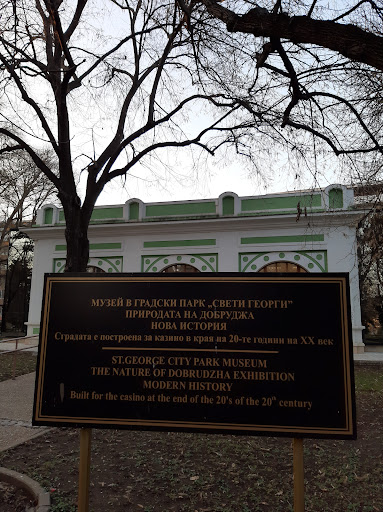 МУЗЕЙ В ГРАДСКИ ПАРК „СВЕТИ ГЕОРГИ"
ПРИРОДАТА НА ДОБРУДЖА
НОВА ИСТОРИЯ
Сградата е построена за казино в края на 20-те години на XX век
ST.GEORGE CITY PARK MUSEUM
THE NATURE OF DOBRUDZHA EXHIBITION
MODERN HISTORY
Built for the casino at the end of the 20's of the 20th century